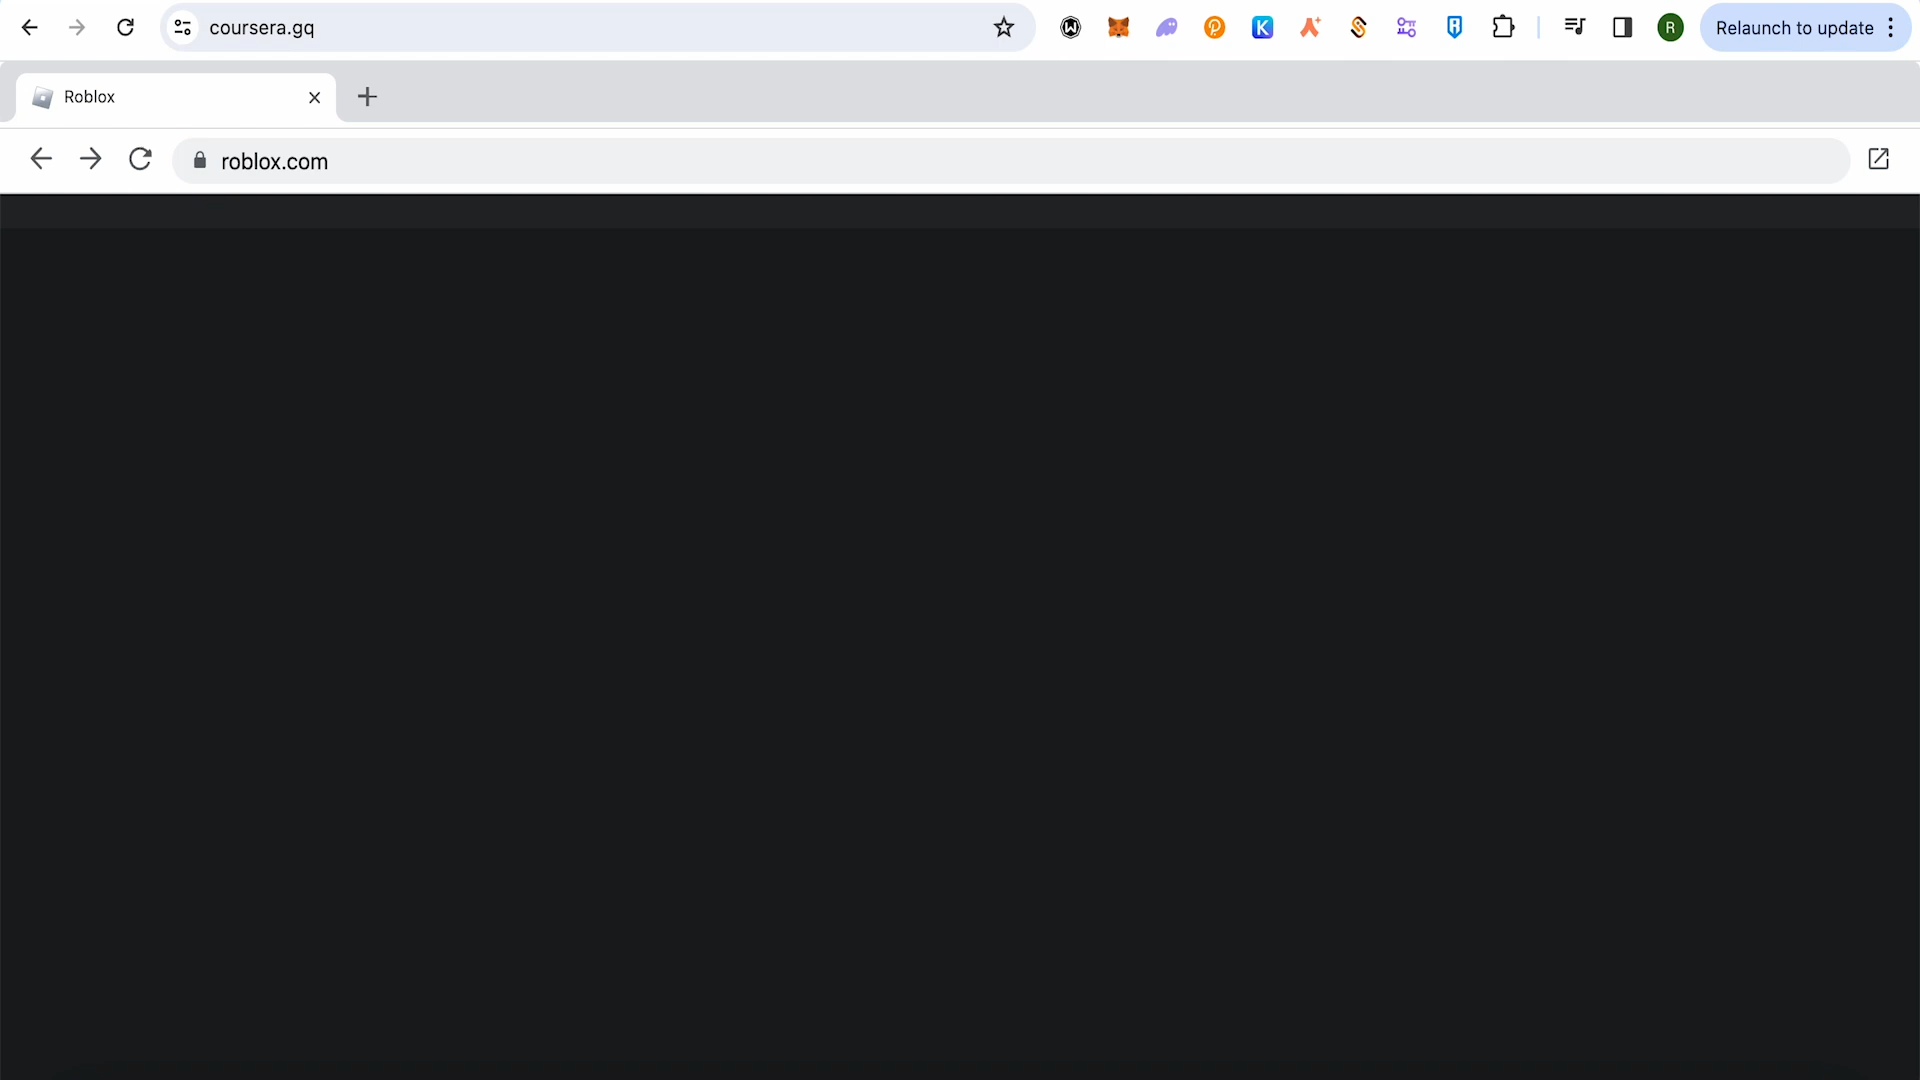 coursera.gq
Relaunch to update
R
Roblox
roblox.com